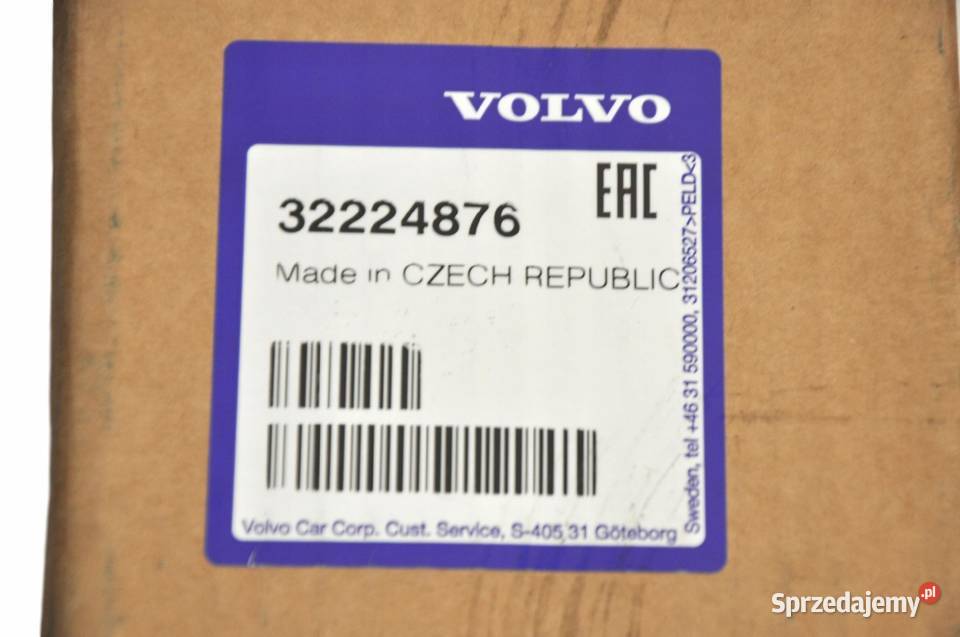 VOLVO
EAC
32224876
Made in CZECH REPUBLIC
Volvo Car Corp. Cust. Service, S-405 31 Göteborg
Sweden, tel +46 31 590000, 31206527>PELD<3
Sprzedajemy.pl